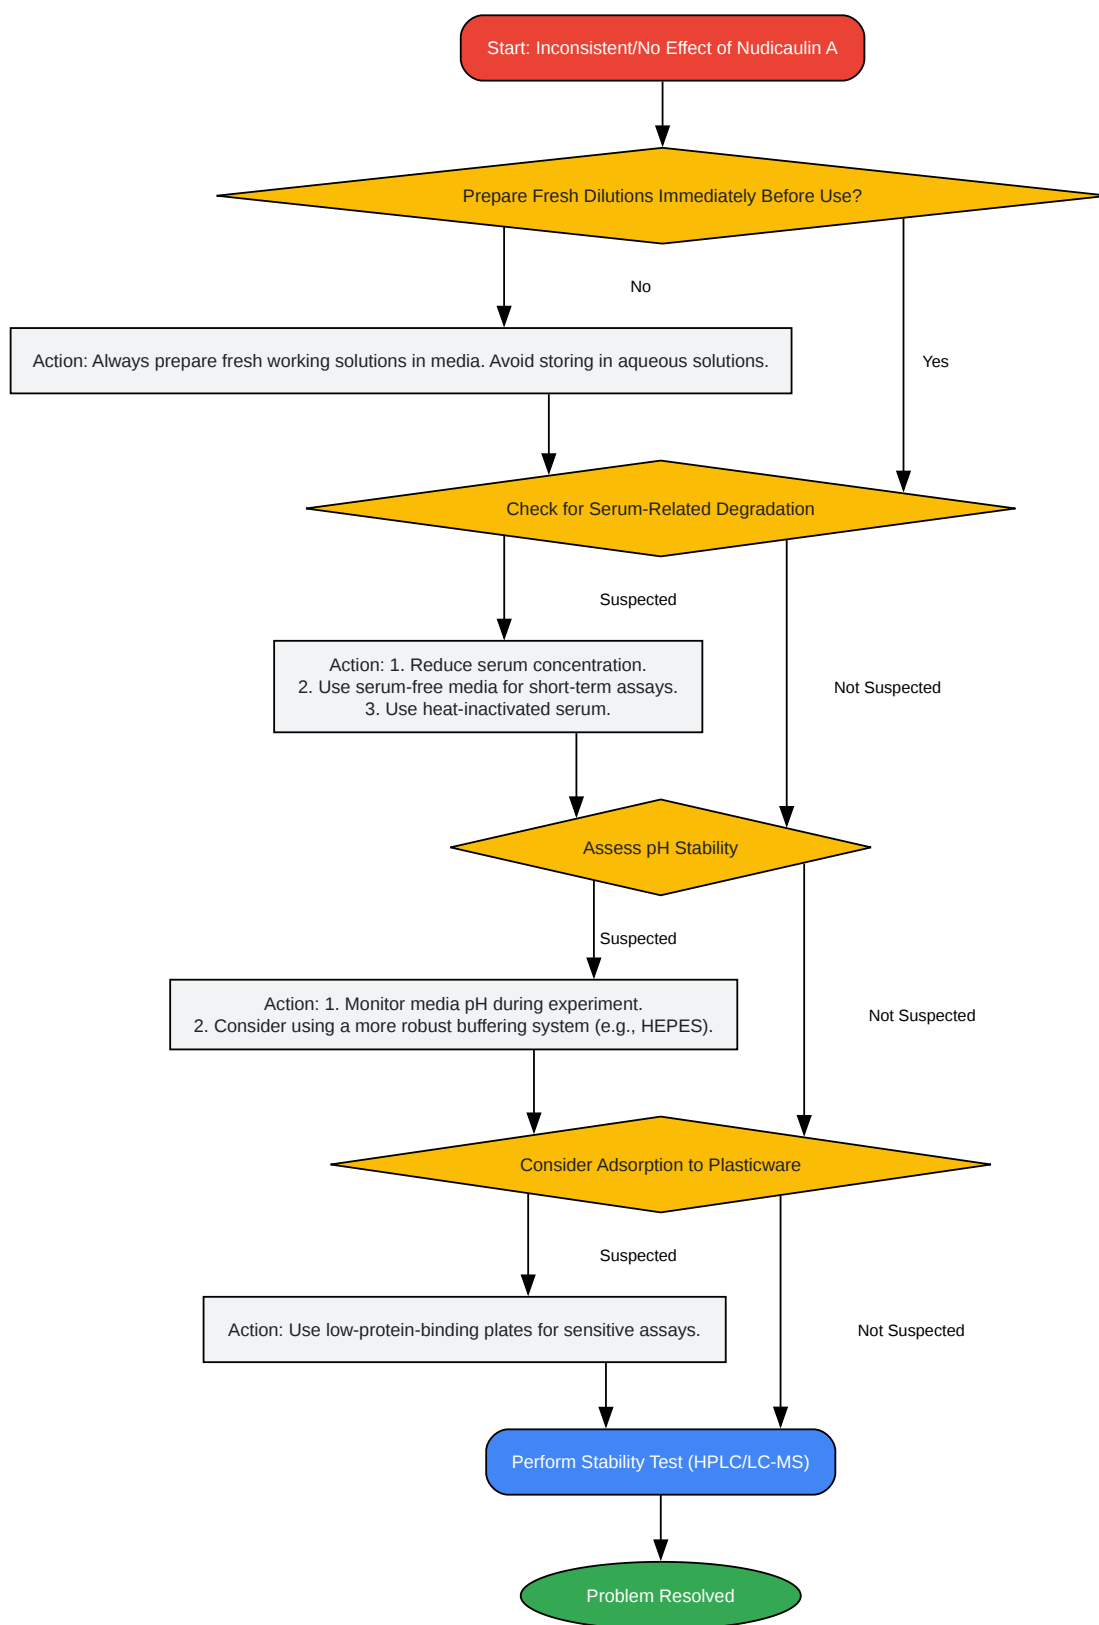 Start: Inconsistent/No Effect of Nudicaulin A
Prepare Fresh Dilutions Immediately Before Use?
No
Action: Always prepare fresh working solutions in media. Avoid storing in aqueous solutions.
Yes
Check for Serum-Related Degradation
Suspected
Action: 1. Reduce serum concentration.
2. Use serum-free media for short-term assays.
3. Use heat-inactivated serum.
Not Suspected
Assess pH Stability
Suspected
Action: 1. Monitor media pH during experiment.
2. Consider using a more robust buffering system (e.g., HEPES).
Not Suspected
Consider Adsorption to Plasticware
Suspected
Action: Use low-protein-binding plates for sensitive assays.
Not Suspected
Perform Stability Test (HPLC/LC-MS)
Problem Resolved